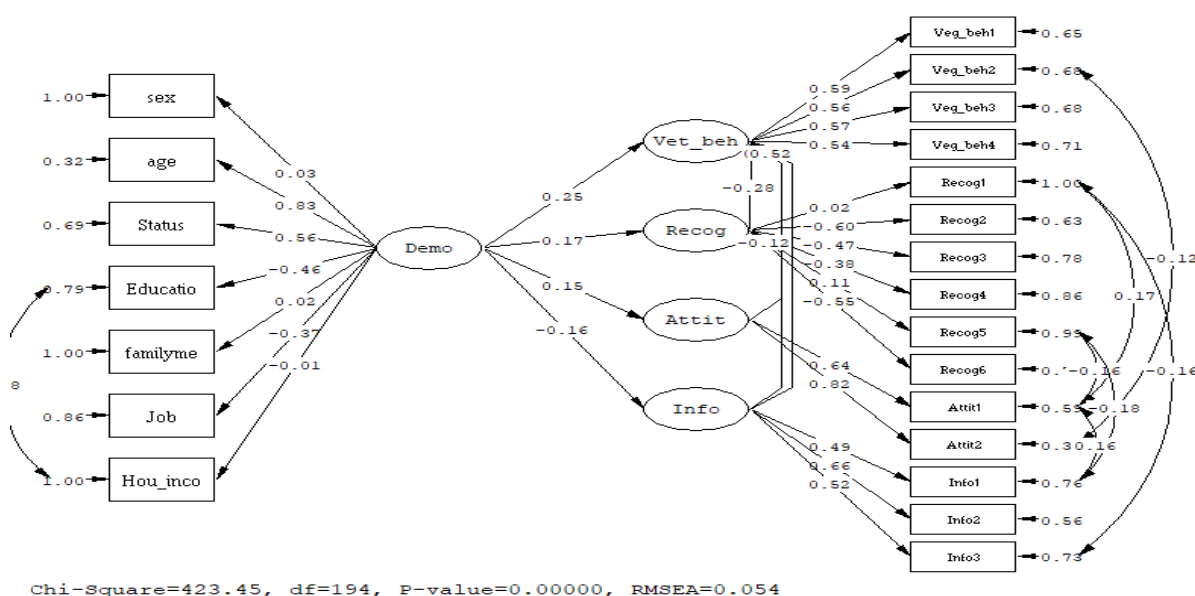 Veg_beh1 0.65
Veg_beh2 0.68
1.00 sex
0.59
0.56
Veg_beh3 0.68
0.57
Vet_beh
0.54
Veg_beh4 0.71
0.52
0.32 age
0.03
-0.28
Recog1 1.00
0.83
0.25
0.02
0.69 Status
Recog2 0.63
-0.60
0.56
Demo
0.17
Recog
-0.12
-0.47
Recog3 0.78
-0.12
-0.46
-0.38
0.79 Educatio
0.15
0.11
Recog4 0.86
0.17
0.02
-0.55
Attit
Recog5 0.99
-0.37
-0.16
1.00 familyme
-0.01
0.64
Recog6
-0.16
-0.16
8
0.82
Info
Attit1 0.59
-0.18
0.86 Job
0.49
Attit2
0.16
0.66
1.00 Hou_inco
0.52
Info1 0.76
Info2 0.56
Info3 0.73
Chi-Square=423.45, df=194, P-value=0.00000, RMSEA=0.054